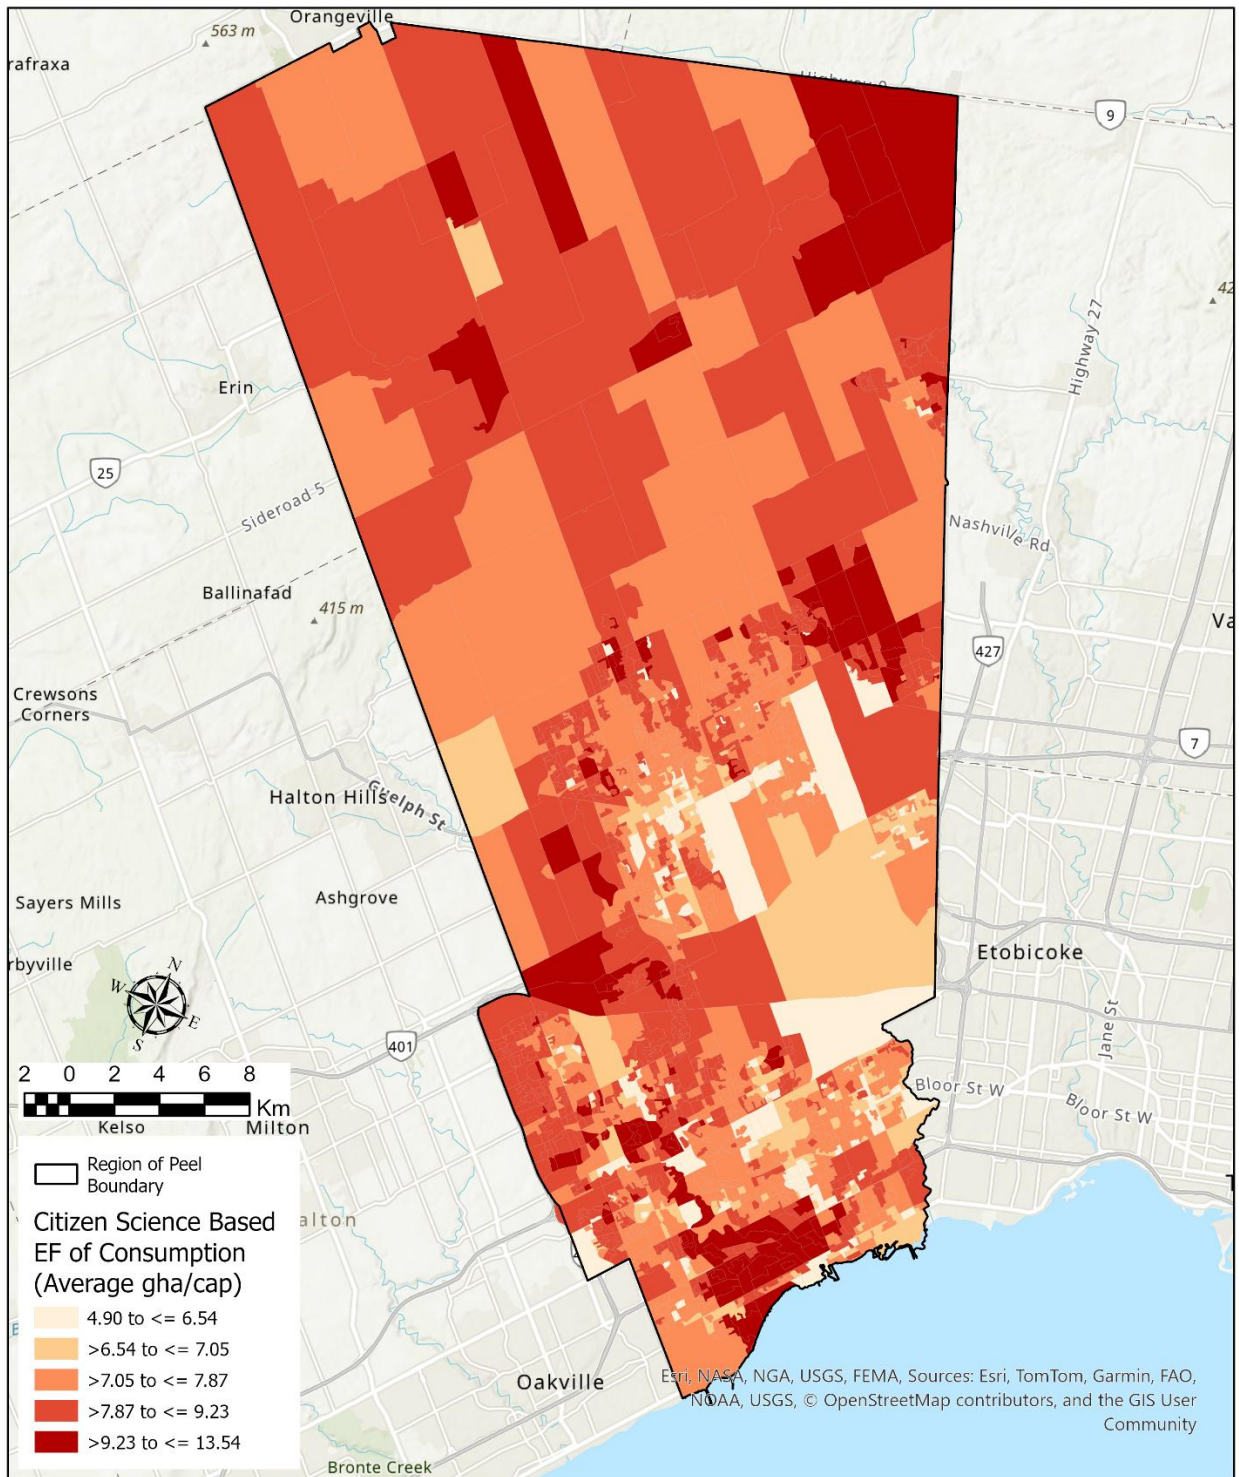 Orangeville
563 m
rafraxa
Highway 9
9
Highway 27
42
Erin
25
Sideroad 5
Nashville Rd
Ballinafad
415 m
Va
427
Crewsons
Corners
7
Halton Hills
Guelph St
Ashgrove
Sayers Mills
Etobicoke
rbyville
N
W
E
S
Jane St
401
2 0 2 4 6 8
Km
Bloor St W
Bloor St W
Kelso
Milton
Region of Peel
Boundary
T
Citizen Science Based
EF of Consumption
(Average gha/cap)
alton
4.90 to <= 6.54
>6.54 to <= 7.05
>7.05 to <= 7.87
>7.87 to <= 9.23
>9.23 to <= 13.54
Oakville
Esri, NASA, NGA, USGS, FEMA, Sources: Esri, TomTom, Garmin, FAO,
NOAA, USGS, © OpenStreetMap contributors, and the GIS User
Community
Bronte Creek